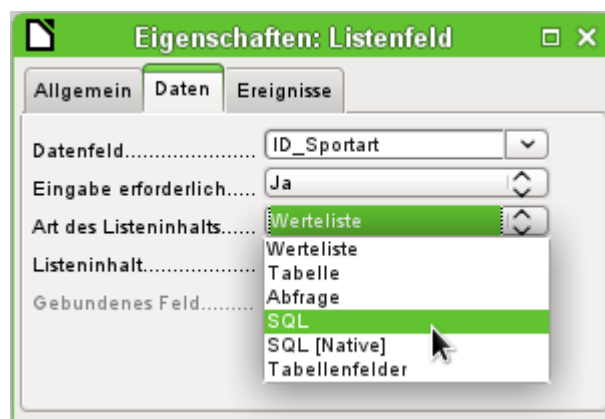 Eigenschaften: Listenfeld
Allgemein Daten Ereignisse
Datenfeld...................... ID_Sportart
Eingabe erforderlich..... Ja
Art des Listeninhalts...... Werteliste
Listeninhalt..................
Gebundenes Feld.........
Werteliste
Tabelle
Abfrage
SQL
SQL [Native]
Tabellenfelder